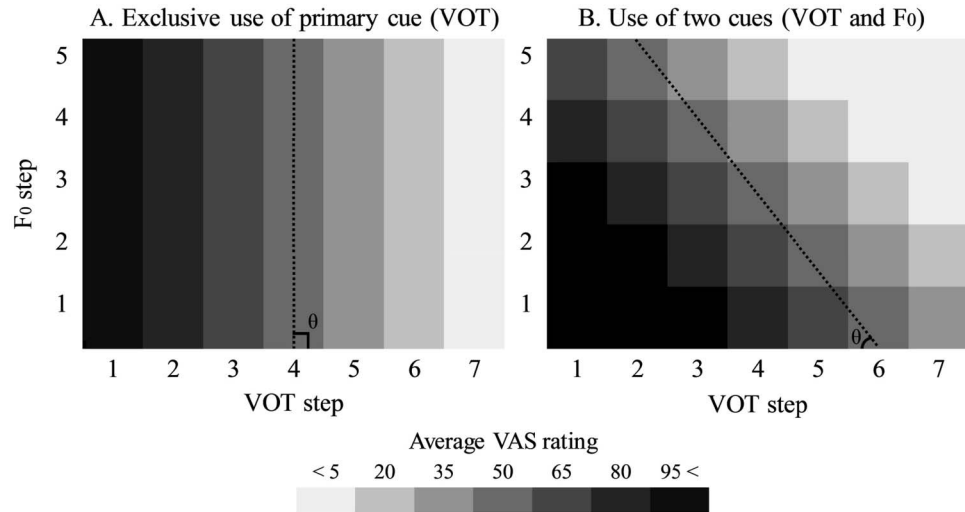 A. Exclusive use of primary cue (VOT)
5
4
3
2
1
F0 step
θ
1 2 3 4 5 6 7
VOT step
B. Use of two cues (VOT and F0)
5
4
3
2
1
θ
1 2 3 4 5 6 7
VOT step
Average VAS rating
< 5 20 35 50 65 80 95 <